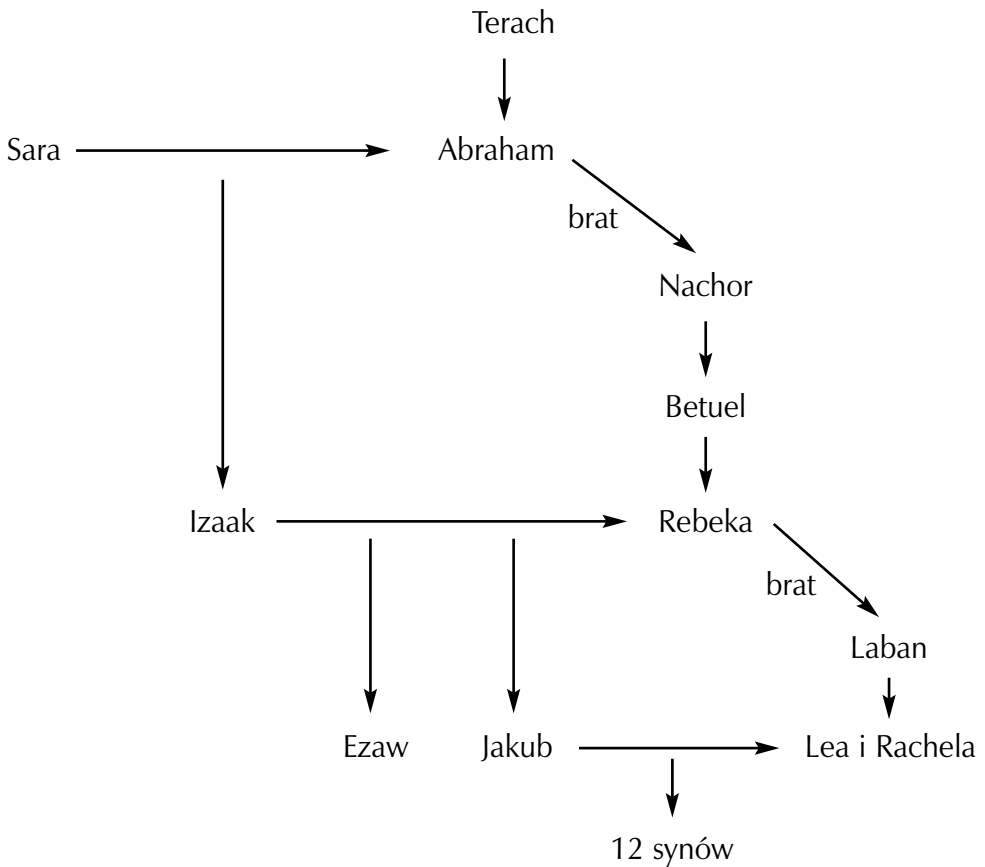 Terach
Sara Abraham
brat
Nachor
Betuel
Izaak Rebeka
brat
Laban
Ezaw Jakub Lea i Rachela
12 synów